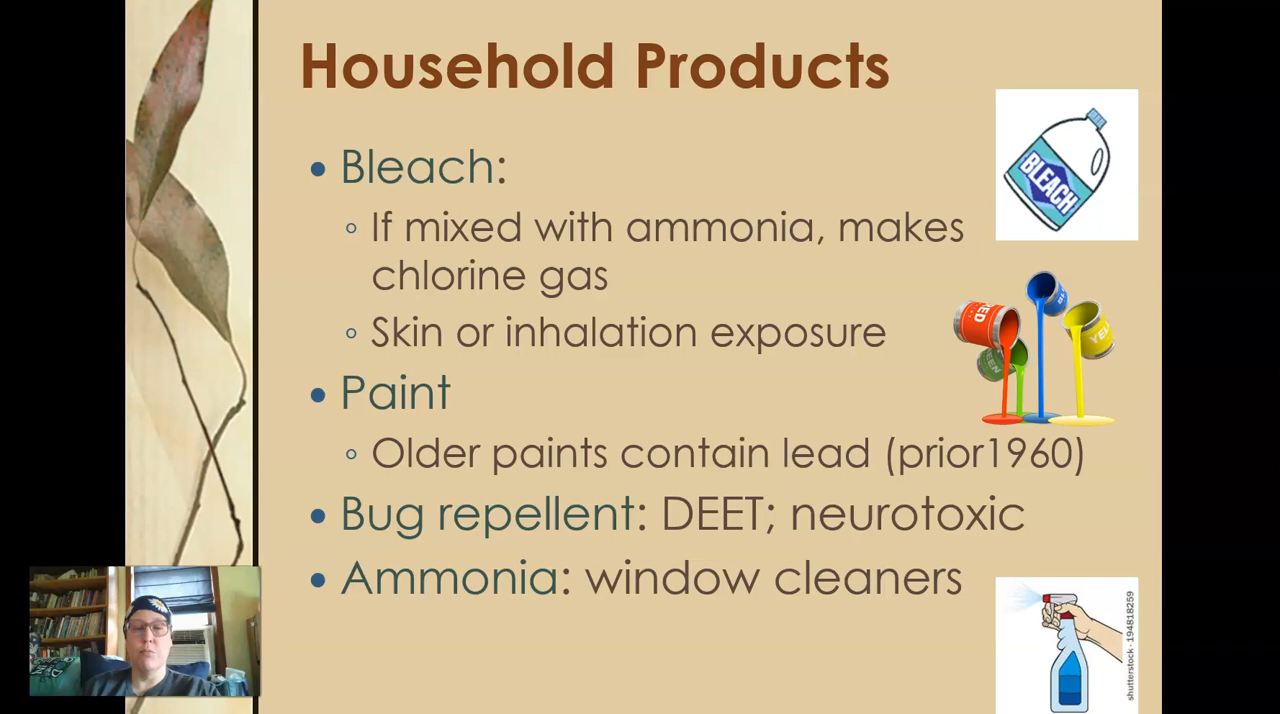 Household Products
• Bleach:
◦ If mixed with ammonia, makes
chlorine gas
◦ Skin or inhalation exposure
• Paint
◦ Older paints contain lead (prior1960)
• Bug repellent: DEET; neurotoxic
• Ammonia: window cleaners
BLEACH
RED
shutterstock · 194818259